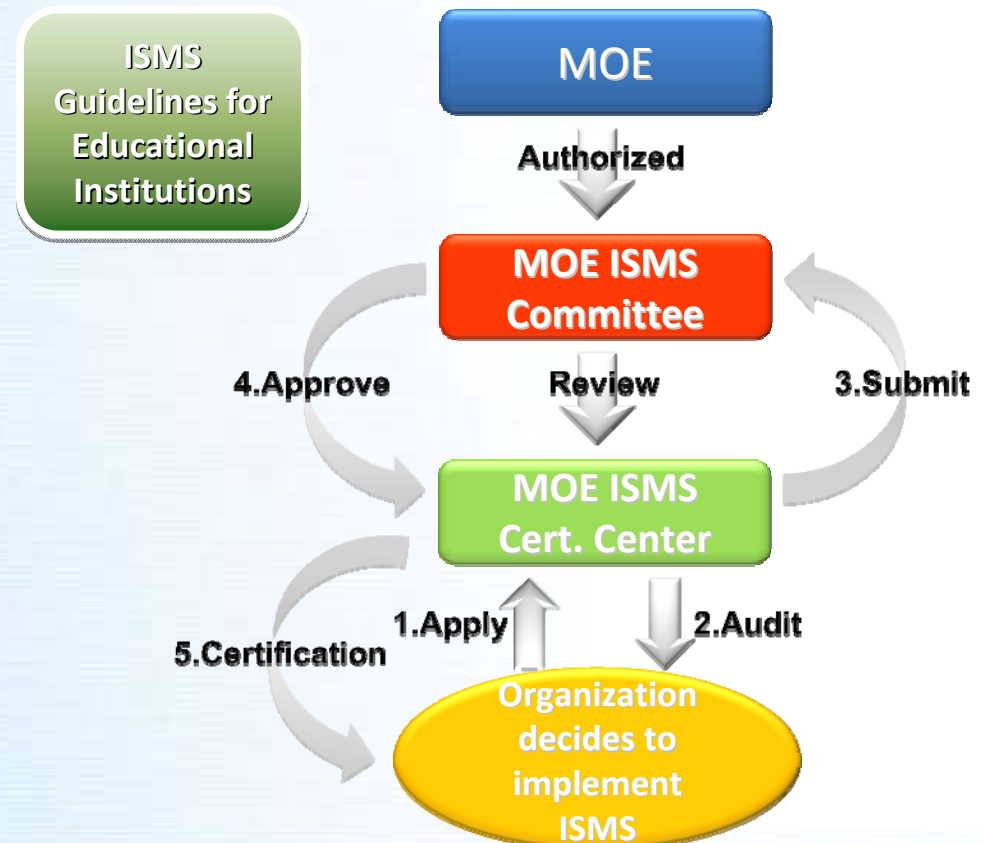 ISMS
Guidelines for
Educational
Institutions
MOE
Authorized
MOE ISMS
Committee
4.Approve
Review
3.Submit
MOE ISMS
Cert. Center
1.Apply
2.Audit
5.Certification
Organization
decides to
implement
ISMS